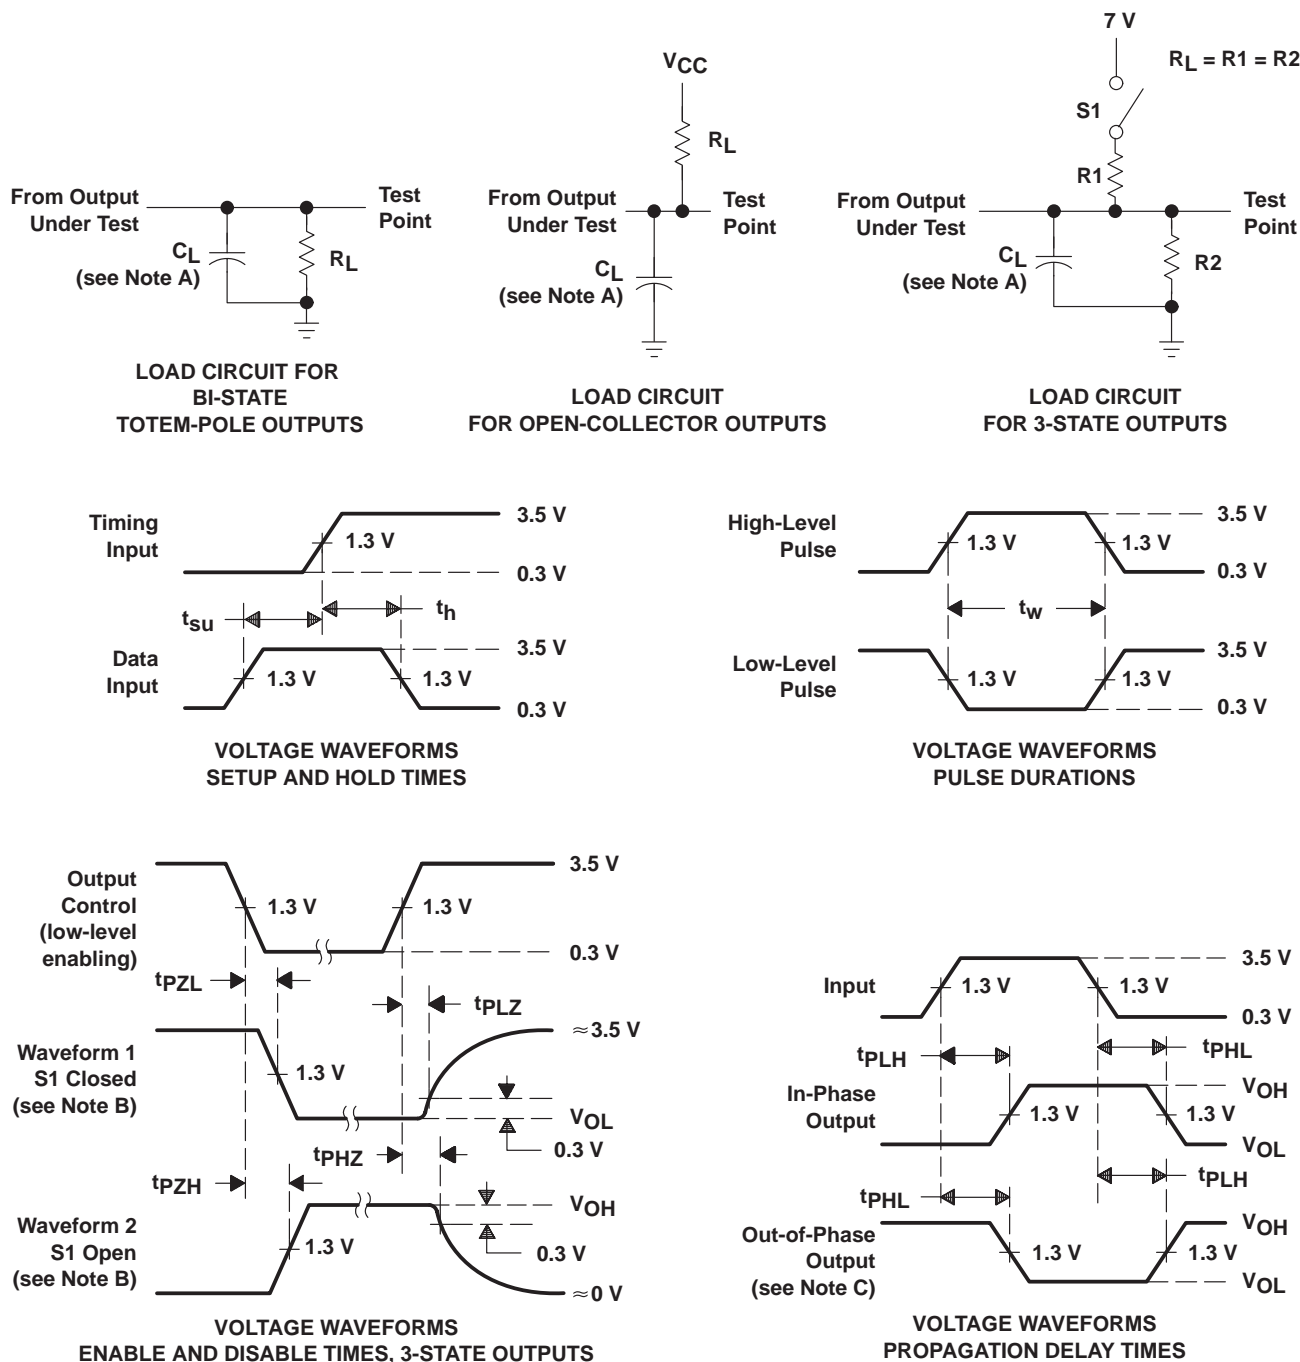 From Output
Under Test
CL
(see Note A)
RL
Test
Point
LOAD CIRCUIT FOR
BI-STATE
TOTEM-POLE OUTPUTS
VCC
RL
From Output
Under Test
Test
Point
CL
(see Note A)
LOAD CIRCUIT
FOR OPEN-COLLECTOR OUTPUTS
7 V
RL = R1 = R2
S1
R1
From Output
Under Test
Test
Point
CL
(see Note A)
R2
LOAD CIRCUIT
FOR 3-STATE OUTPUTS
Timing
Input
1.3 V
3.5 V
0.3 V
tsu
th
Data
Input
1.3 V
1.3 V
3.5 V
0.3 V
VOLTAGE WAVEFORMS
SETUP AND HOLD TIMES
High-Level
Pulse
1.3 V
1.3 V
3.5 V
0.3 V
tw
Low-Level
Pulse
1.3 V
1.3 V
3.5 V
0.3 V
VOLTAGE WAVEFORMS
PULSE DURATIONS
Output
Control
(low-level
enabling)
1.3 V
1.3 V
3.5 V
0.3 V
tPZL
tPLZ
Waveform 1
S1 Closed
(see Note B)
1.3 V
≈3.5 V
VOL
0.3 V
tPHZ
tPZH
Waveform 2
S1 Open
(see Note B)
1.3 V
VOH
0.3 V
≈0 V
VOLTAGE WAVEFORMS
ENABLE AND DISABLE TIMES, 3-STATE OUTPUTS
Input
1.3 V
1.3 V
3.5 V
0.3 V
tPLH
tPHL
In-Phase
Output
1.3 V
1.3 V
VOH
VOL
tPHL
tPLH
Out-of-Phase
Output
(see Note C)
1.3 V
1.3 V
VOH
VOL
VOLTAGE WAVEFORMS
PROPAGATION DELAY TIMES